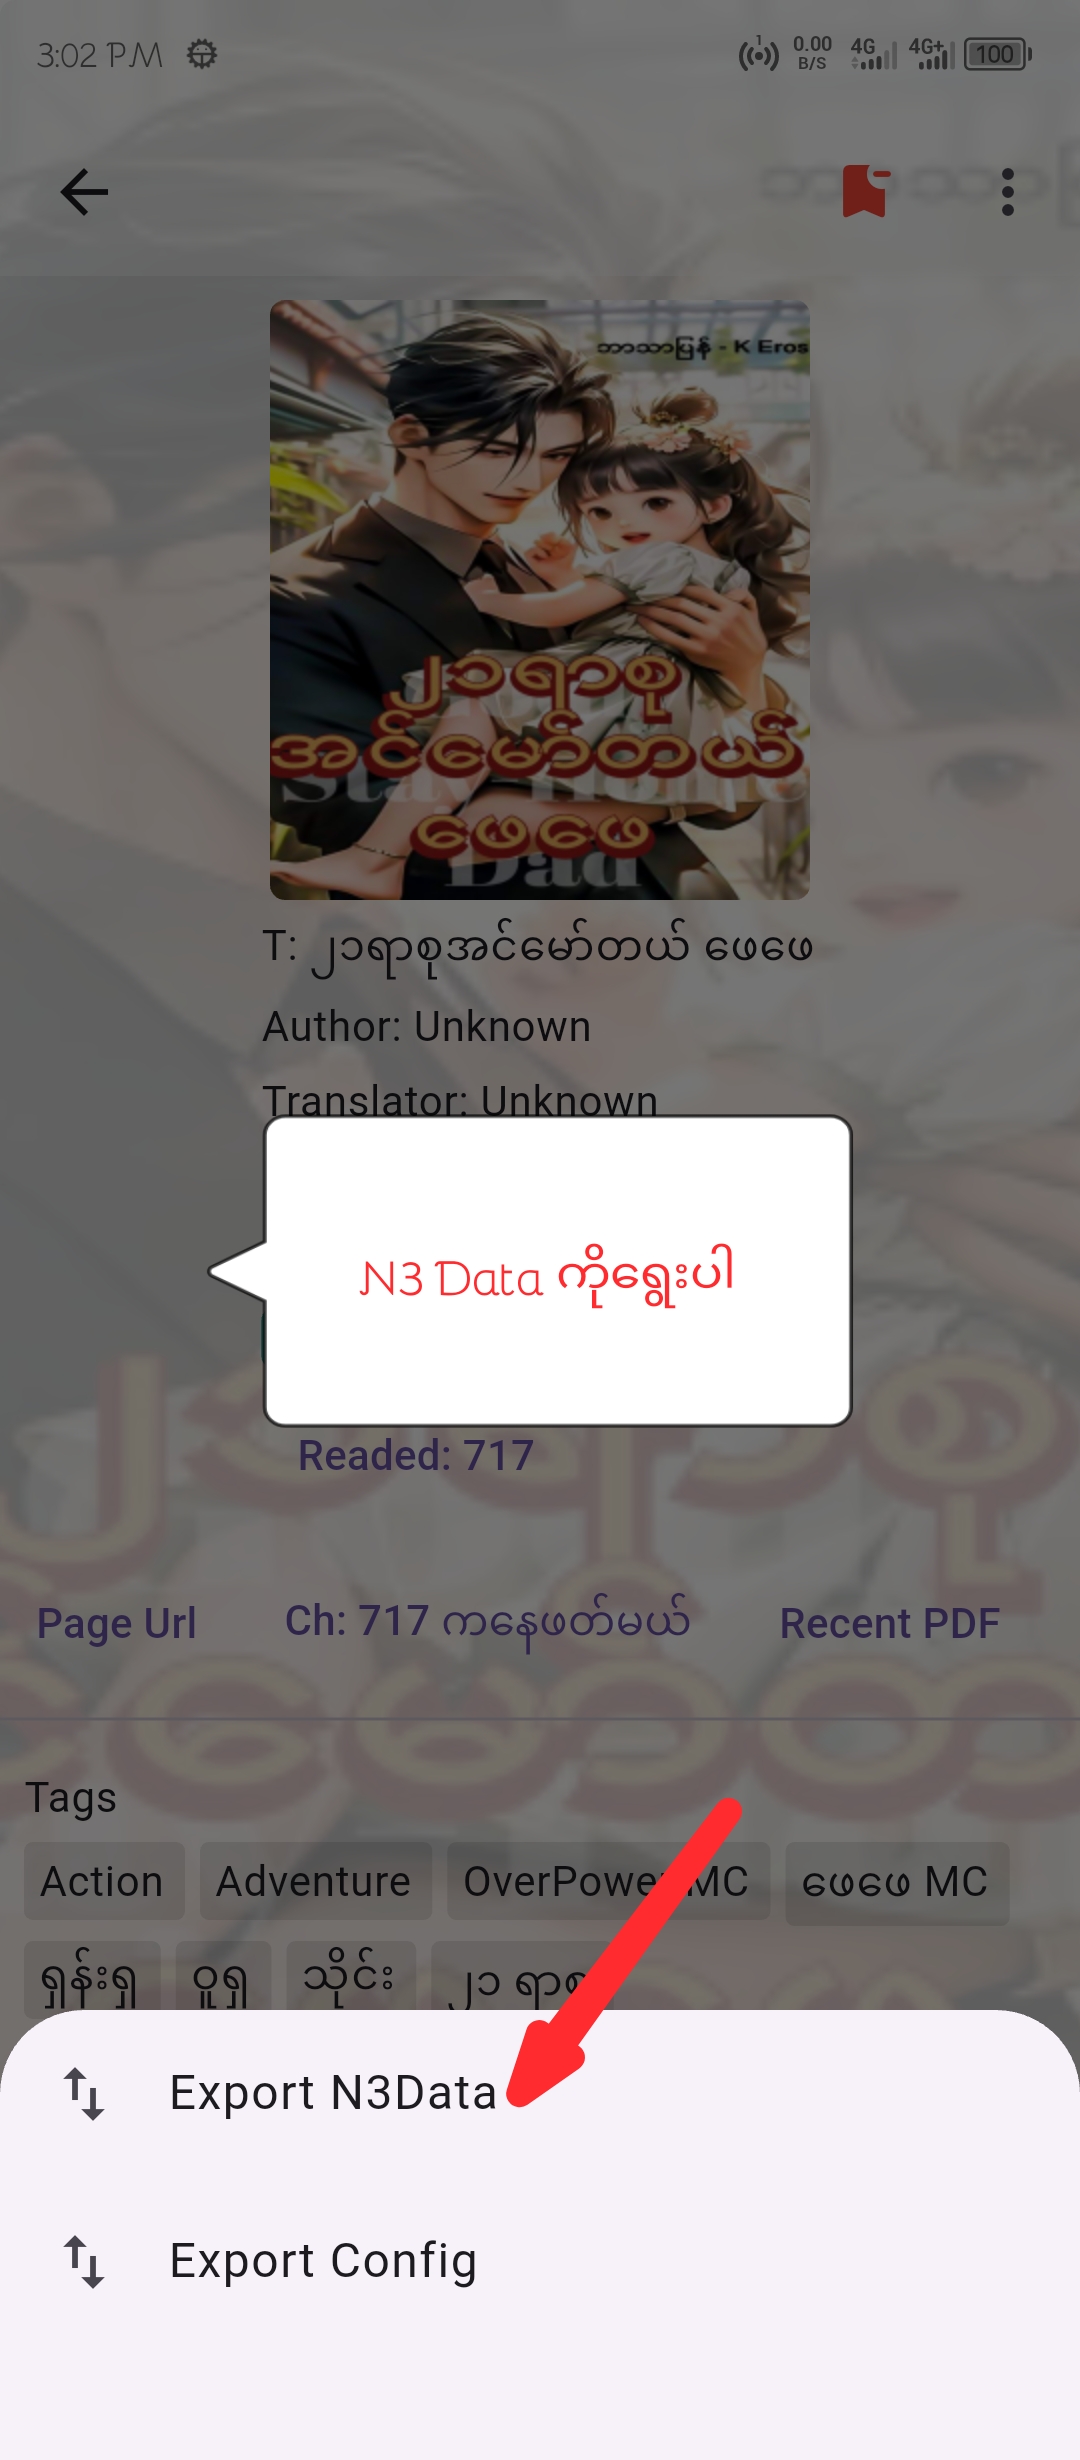 3:02 PM
1
0.00
B/S
4G
4G+
100
ဘာသာပြန် - K Eros
၂၁ရာစု
အင်မော်တယ်
Stay Home
ဖေဖေ
Dad
T: ၂၁ရာစုအင်မော်တယ် ဖေဖေ
Author: Unknown
Translator: Unknown
N3 Data ကိုရွေးပါ
Readed: 717
Page Url
Ch: 717 ကနေဖတ်မယ်
Recent PDF
Tags
Action
Adventure
OverPower MC
ဖေဖေ MC
ရှန်းရှ
ဝူရှ
သိုင်း
၂၁ ရာစု
Export N3Data
Export Config